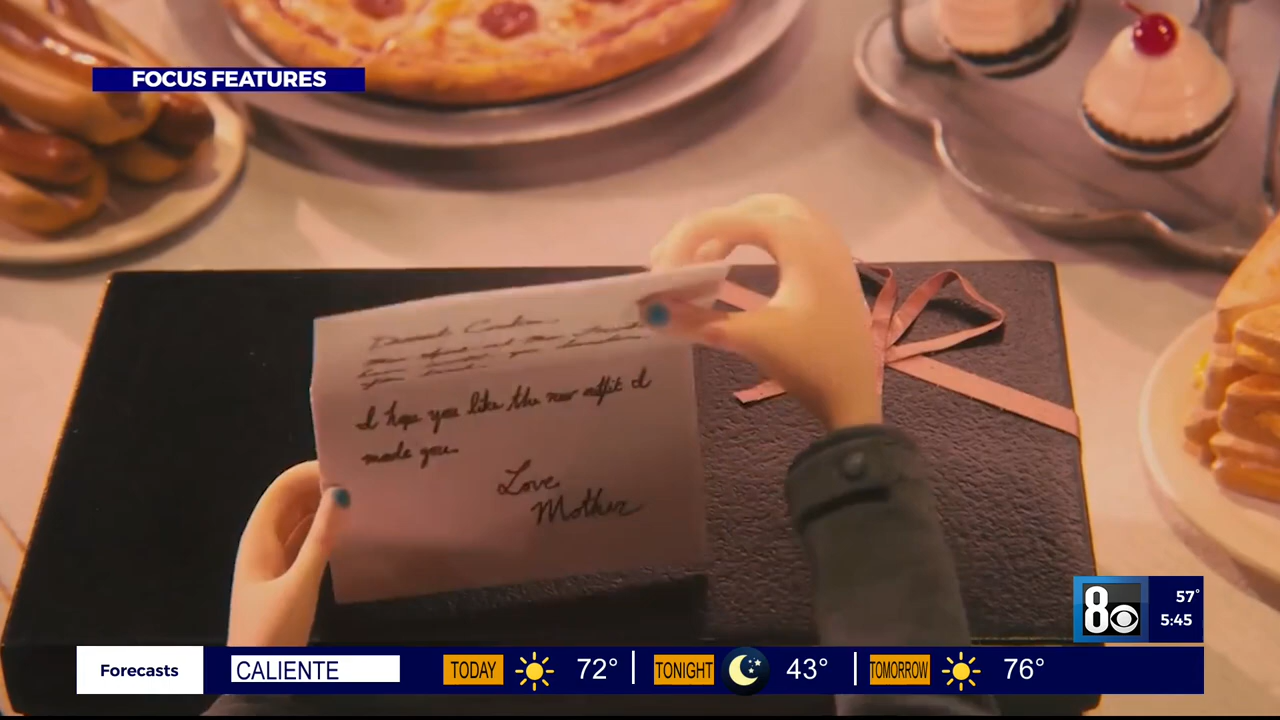 FOCUS FEATURES
Dearest
I hope you like the new outfit I
made you.
Love,
Mother
8
57°
5:45
Forecasts CALIENTE TODAY 72° TONIGHT 43° TOMORROW 76°